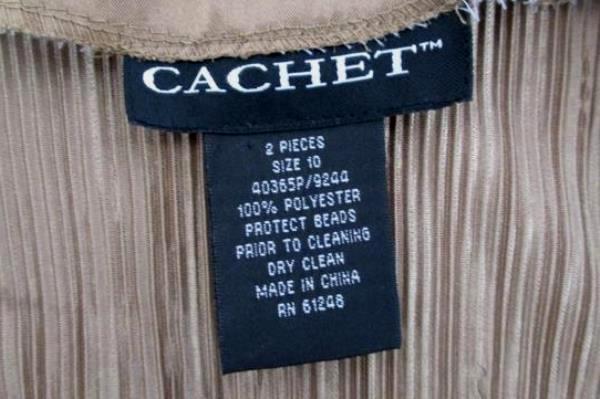 CACHET™
2 PIECES
SIZE 10
40365P/9244
100% POLYESTER
PROTECT BEADS
PRIOR TO CLEANING
DRY CLEAN
MADE IN CHINA
RN 61248